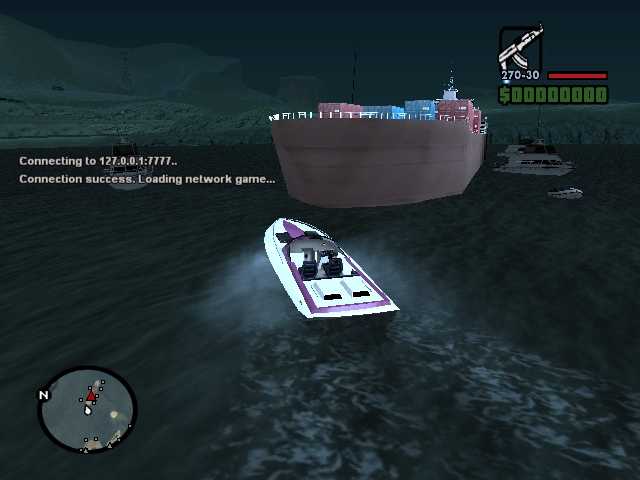 270-30
$00000000
Connecting to 127.0.0.1:7777..
Connection success. Loading network game...
N